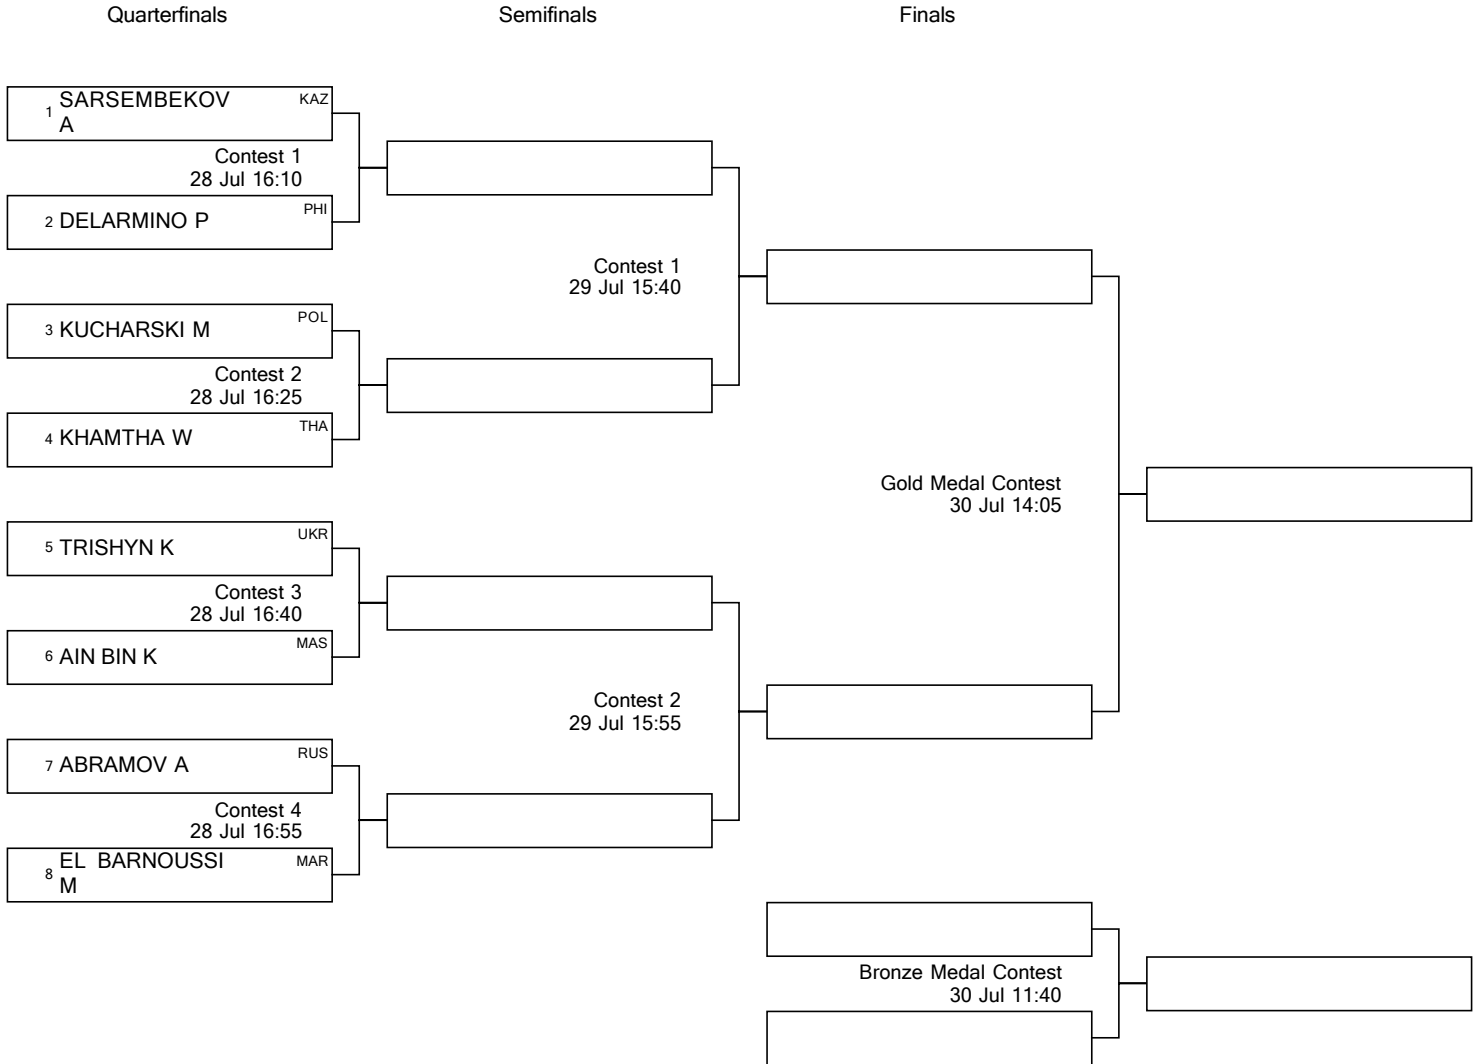 Quarterfinals Semifinals Finals
1 SARSEMBEKOV A KAZ
Contest 1
28 Jul 16:10
2 DELARMINO P PHI
Contest 1
29 Jul 15:40
3 KUCHARSKI M POL
Contest 2
28 Jul 16:25
4 KHAMTHA W THA
Gold Medal Contest
30 Jul 14:05
5 TRISHYN K UKR
Contest 3
28 Jul 16:40
6 AIN BIN K MAS
Contest 2
29 Jul 15:55
7 ABRAMOV A RUS
Contest 4
28 Jul 16:55
8 EL BARNOUSSI M MAR
Bronze Medal Contest
30 Jul 11:40